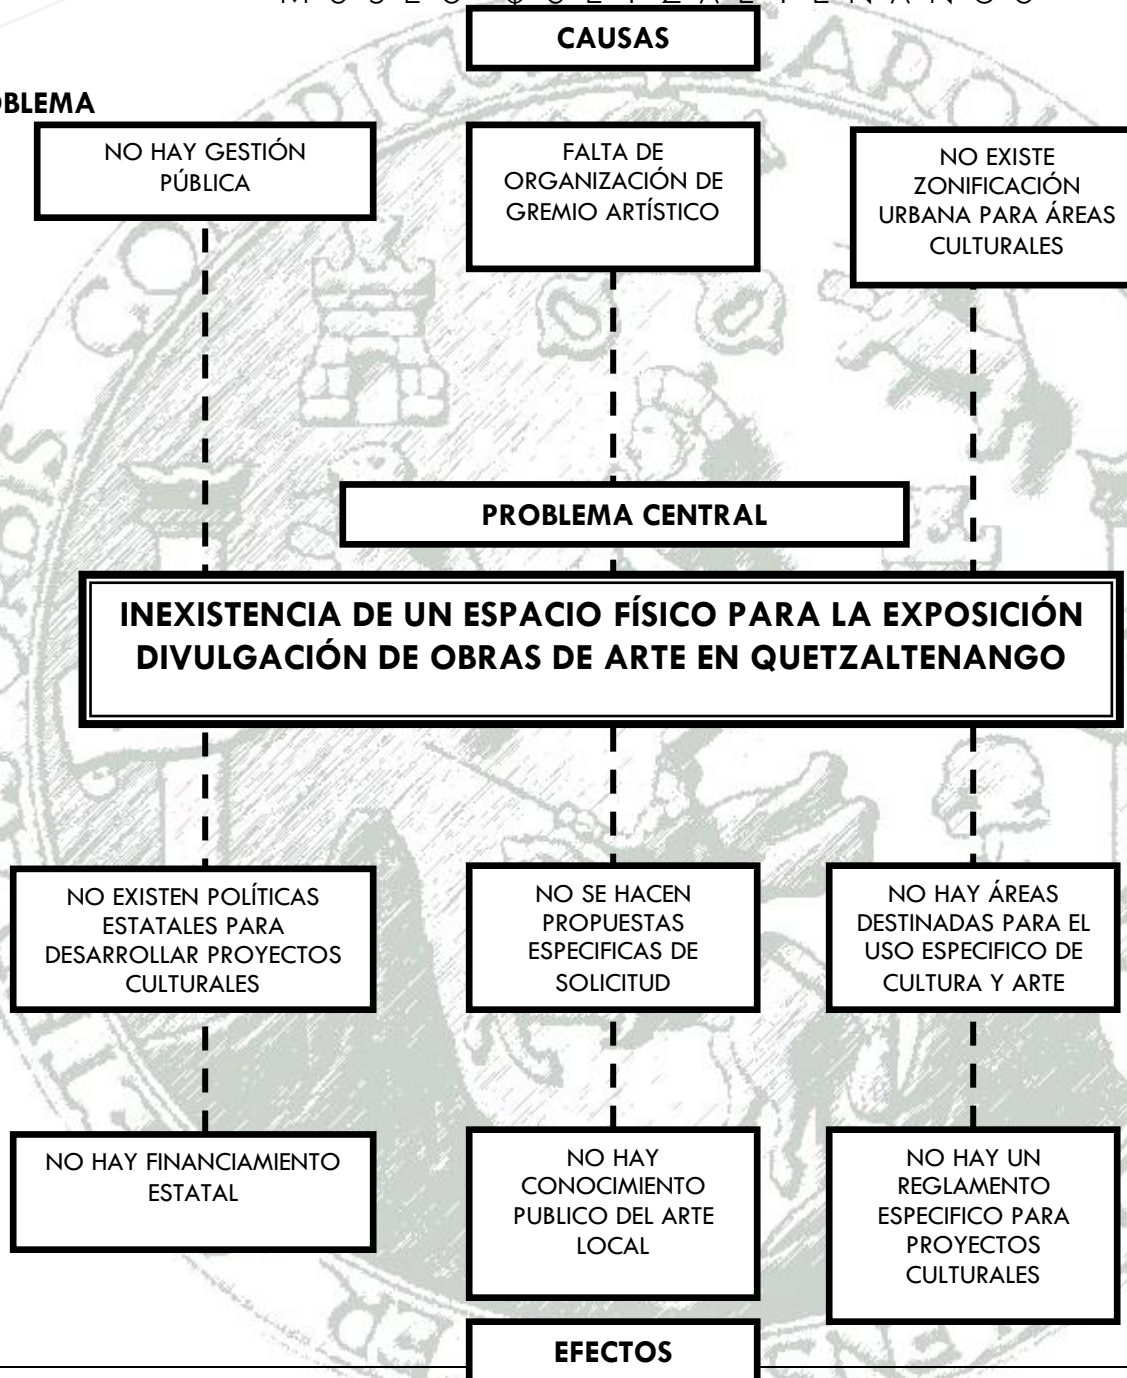 CAUSAS
OBLEMA
NO HAY GESTIÓN
PÚBLICA
FALTA DE
ORGANIZACIÓN DE
GREMIO ARTÍSTICO
NO EXISTE
ZONIFICACIÓN
URBANA PARA ÁREAS
CULTURALES
PROBLEMA CENTRAL
INEXISTENCIA DE UN ESPACIO FÍSICO PARA LA EXPOSICIÓN
DIVULGACIÓN DE OBRAS DE ARTE EN QUETZALTENANGO
NO EXISTEN POLÍTICAS
ESTATALES PARA
DESARROLLAR PROYECTOS
CULTURALES
NO SE HACEN
PROPUESTAS
ESPECIFICAS DE
SOLICITUD
NO HAY ÁREAS
DESTINADAS PARA EL
USO ESPECIFICO DE
CULTURA Y ARTE
NO HAY FINANCIAMIENTO
ESTATAL
NO HAY
CONOCIMIENTO
PUBLICO DEL ARTE
LOCAL
NO HAY UN
REGLAMENTO
ESPECIFICO PARA
PROYECTOS
CULTURALES
EFECTOS